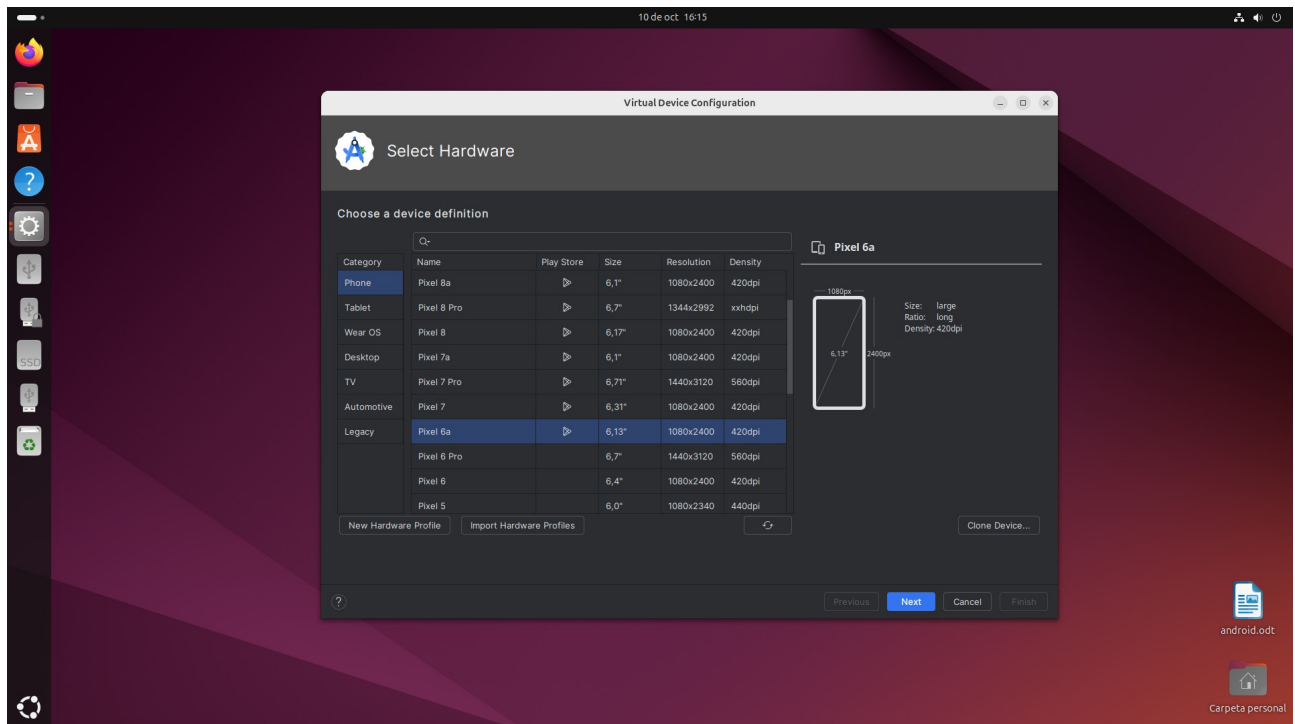 10 de oct 16:15
Virtual Device Configuration
Select Hardware
Choose a device definition
Category
Phone
Tablet
Wear OS
Desktop
TV
Automotive
Legacy
Name Play Store Size Resolution Density
Pixel 8a 6,1" 1080x2400 420dpi
Pixel 8 Pro 6,7" 1344x2992 xxhdpi
Pixel 8 6,17" 1080x2400 420dpi
Pixel 7a 6,1" 1080x2400 420dpi
Pixel 7 Pro 6,71" 1440x3120 560dpi
Pixel 7 6,31" 1080x2400 420dpi
Pixel 6a 6,13" 1080x2400 420dpi
Pixel 6 Pro 6,7" 1440x3120 560dpi
Pixel 6 6,4" 1080x2400 420dpi
Pixel 5 6,0" 1080x2340 440dpi
New Hardware Profile Import Hardware Profiles
Pixel 6a
1080px
6,13" 2400px
Size: large
Ratio: long
Density: 420dpi
Clone Device...
?
Previous Next Cancel Finish
?
SSD
android.odt
Carpeta personal